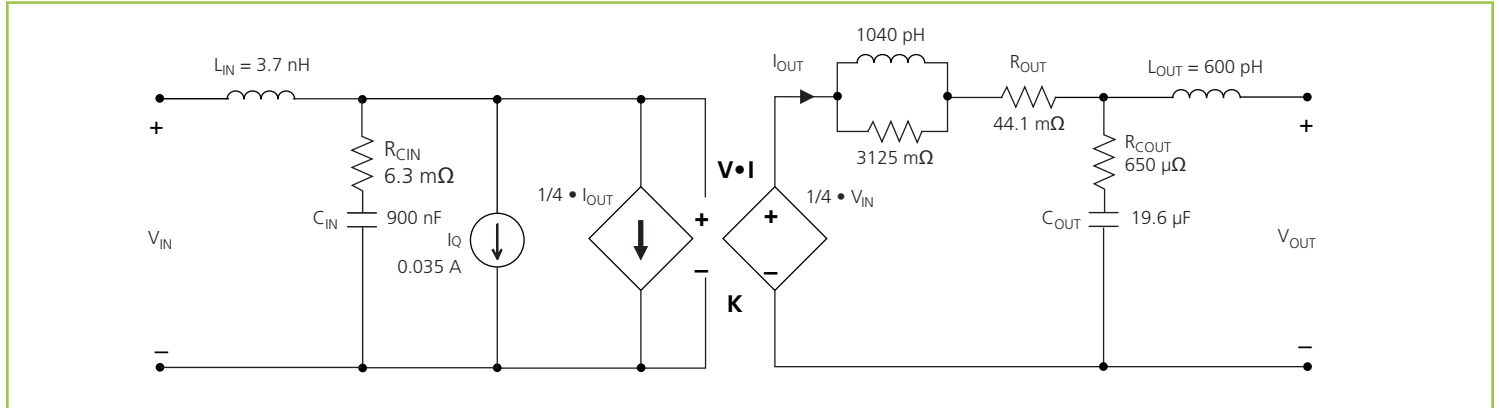 L_IN = 3.7 nH
+
R_CIN
6.3 mΩ
C_IN
900 nF
V_IN
–
I_Q
0.035 A
1/4 • I_OUT
V•I
+
–
K
+
–
1/4 • V_IN
I_OUT
1040 pH
3125 mΩ
R_OUT
44.1 mΩ
L_OUT = 600 pH
+
R_COUT
650 µΩ
C_OUT
19.6 µF
V_OUT
–